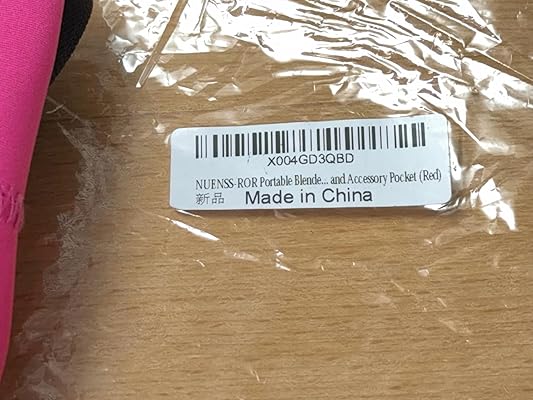 X004GD3QBD
NUENSS-ROR Portable Blende... and Accessory Pocket (Red)
新品 Made in China